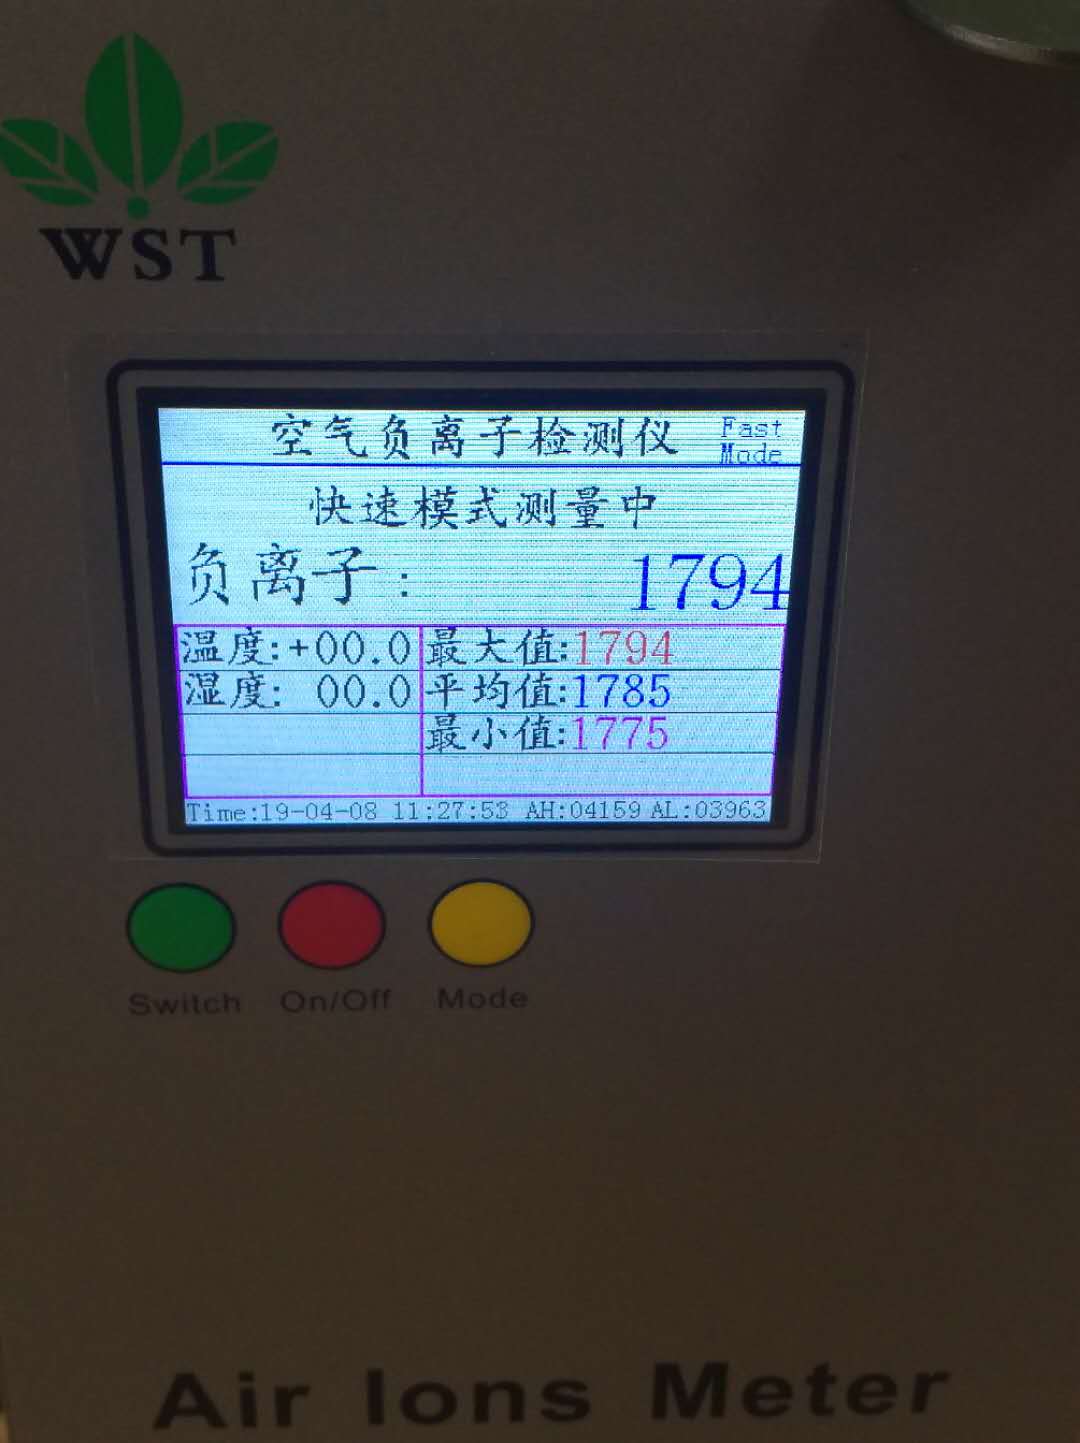 WST
空气负离子检测仪 Fast
Mode
快速模式测量中
负离子: 1794
温度:+00.0 最大值:1794
湿度: 00.0 平均值:1785
最小值:1775
Time:19-04-08 11:27:53 AH:04159 AL:03963
Switch On/Off Mode
Air Ions Meter